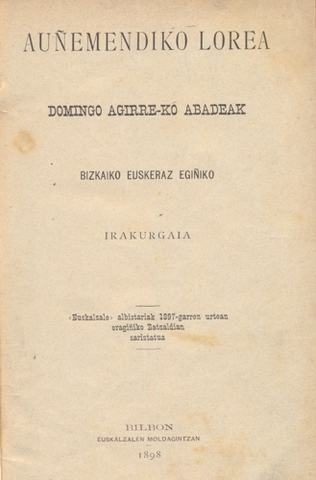 AUÑEMENDIKO LOREA
DOMINGO AGIRRE-KO ABADEAK
BIZKAIKO EUSKERAZ EGIÑIKO
IRAKURGAIA
«Euskalzale» albistariak 1897-garren urtean
eragiñiko Batzaldian
saristatua
BILBON
EUSKALZALEN MOLDAGINTZAN
1898